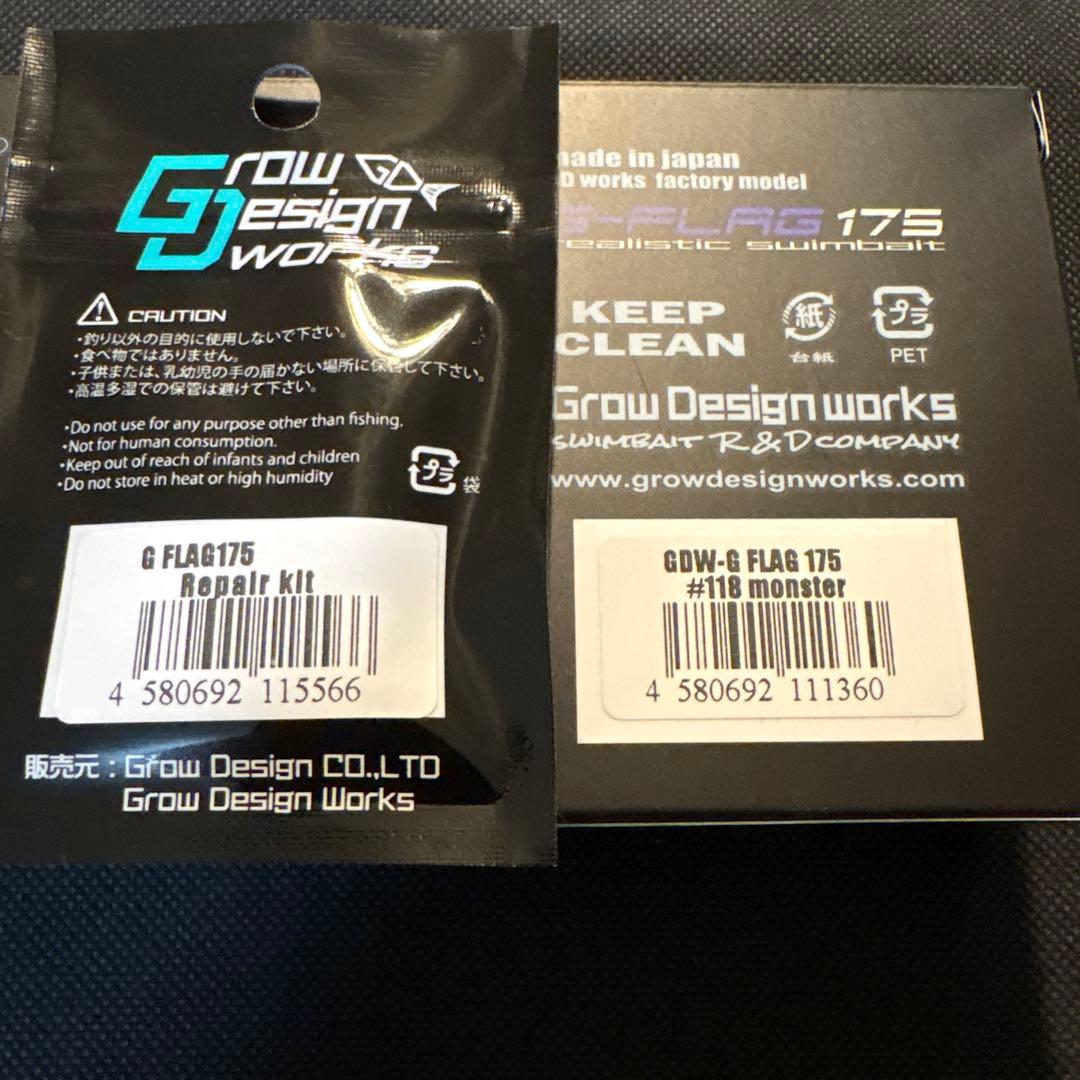 Grow
Design
works
GD
CAUTION
・釣り以外の目的に使用しないで下さい。
・食べ物ではありません。
・子供または、乳幼児の手の届かない場所に保管して下さい。
・高温多湿での保管は避けて下さい。
・Do not use for any purpose other than fishing.
・Not for human consumption.
・Keep out of reach of infants and children
・Do not store in heat or high humidity
プラ
袋
G FLAG175
Repair kit
4 580692 115566
販売元：Grow Design CO.,LTD
Grow Design Works
made in japan
D works factory model
G-FLAG 175
realistic swimbait
KEEP
CLEAN
紙
台紙
プラ
PET
Grow Design works
SWIMBAIT R&D COMPANY
www.growdesignworks.com
GDW-G FLAG 175
#118 monster
4 580692 111360